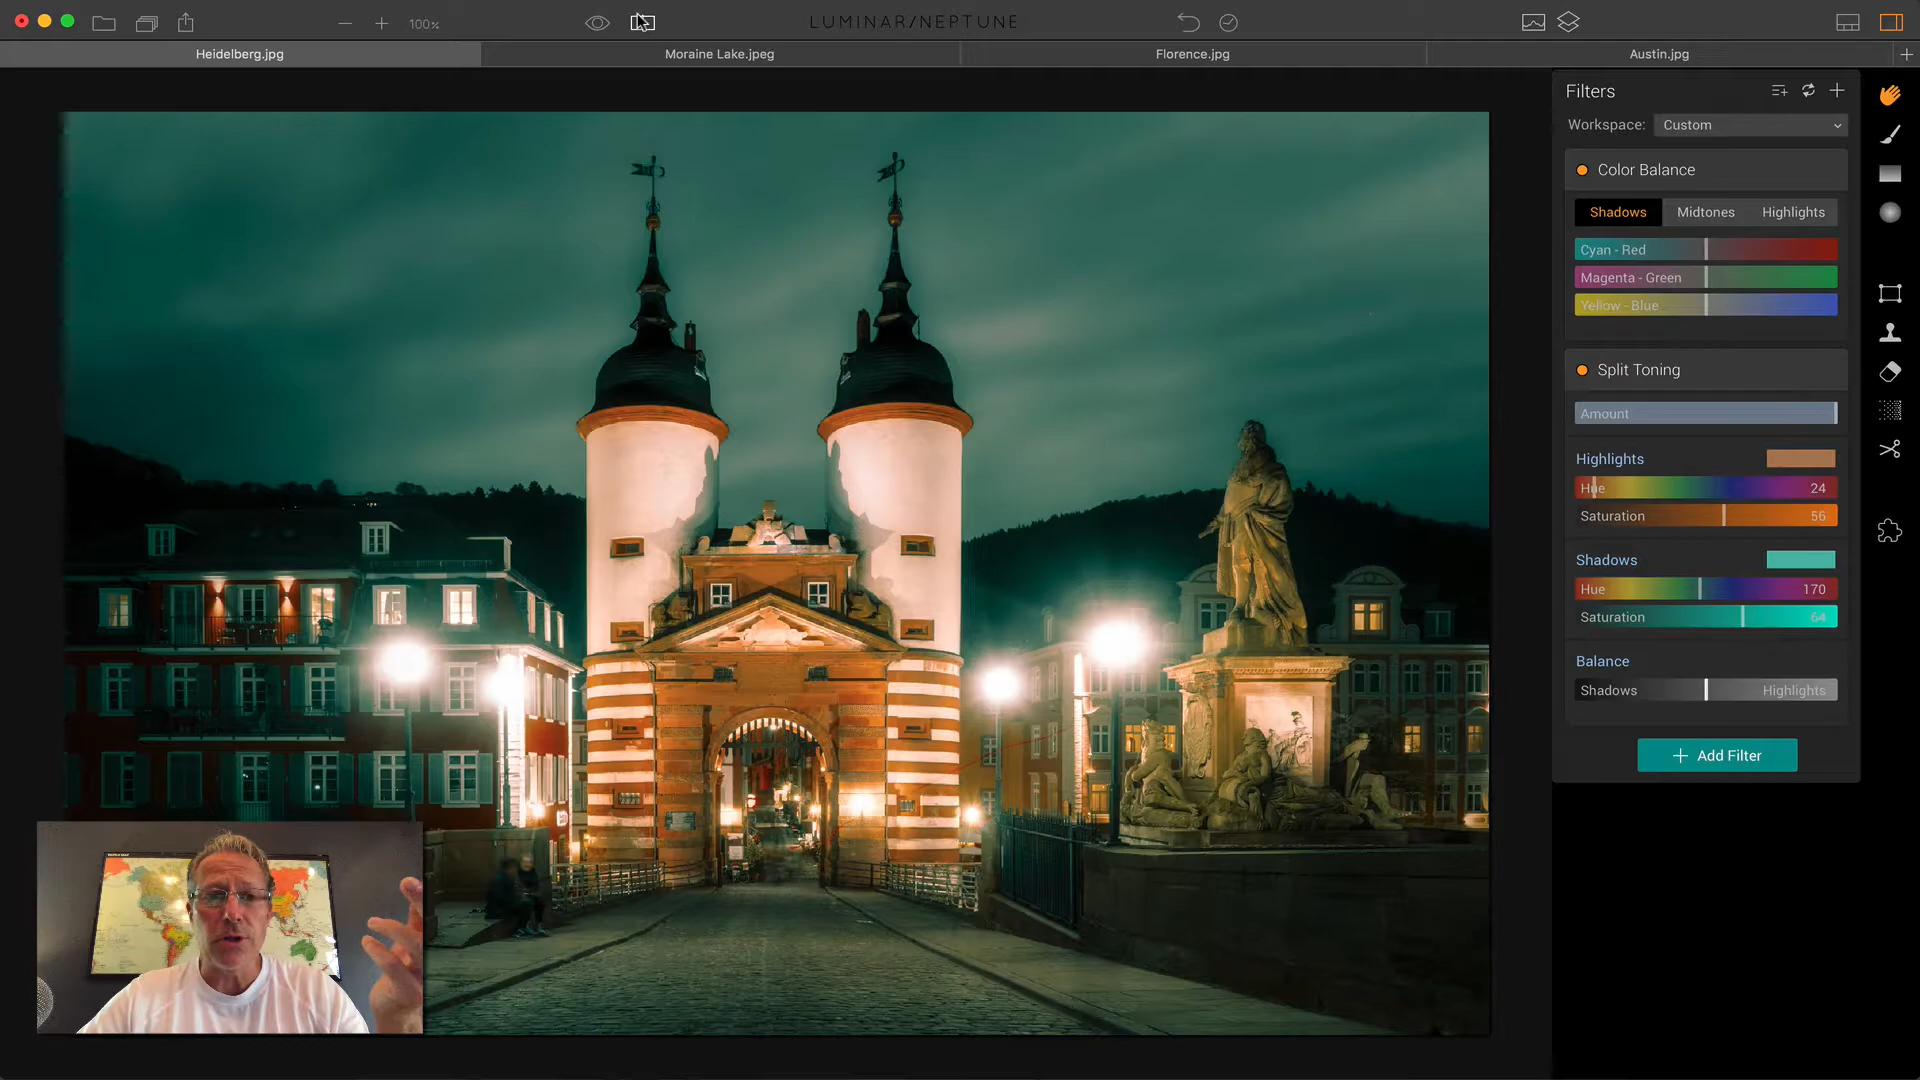 100%
LUMINAR/NEPTUNE
Heidelberg.jpg
Moraine Lake.jpeg
Florence.jpg
Austin.jpg
Filters
Workspace: Custom
Color Balance
Shadows Midtones Highlights
Cyan - Red
Magenta - Green
Yellow - Blue
Split Toning
Amount
Highlights
Hue 24
Saturation 56
Shadows
Hue 170
Saturation 64
Balance
Shadows Highlights
Add Filter